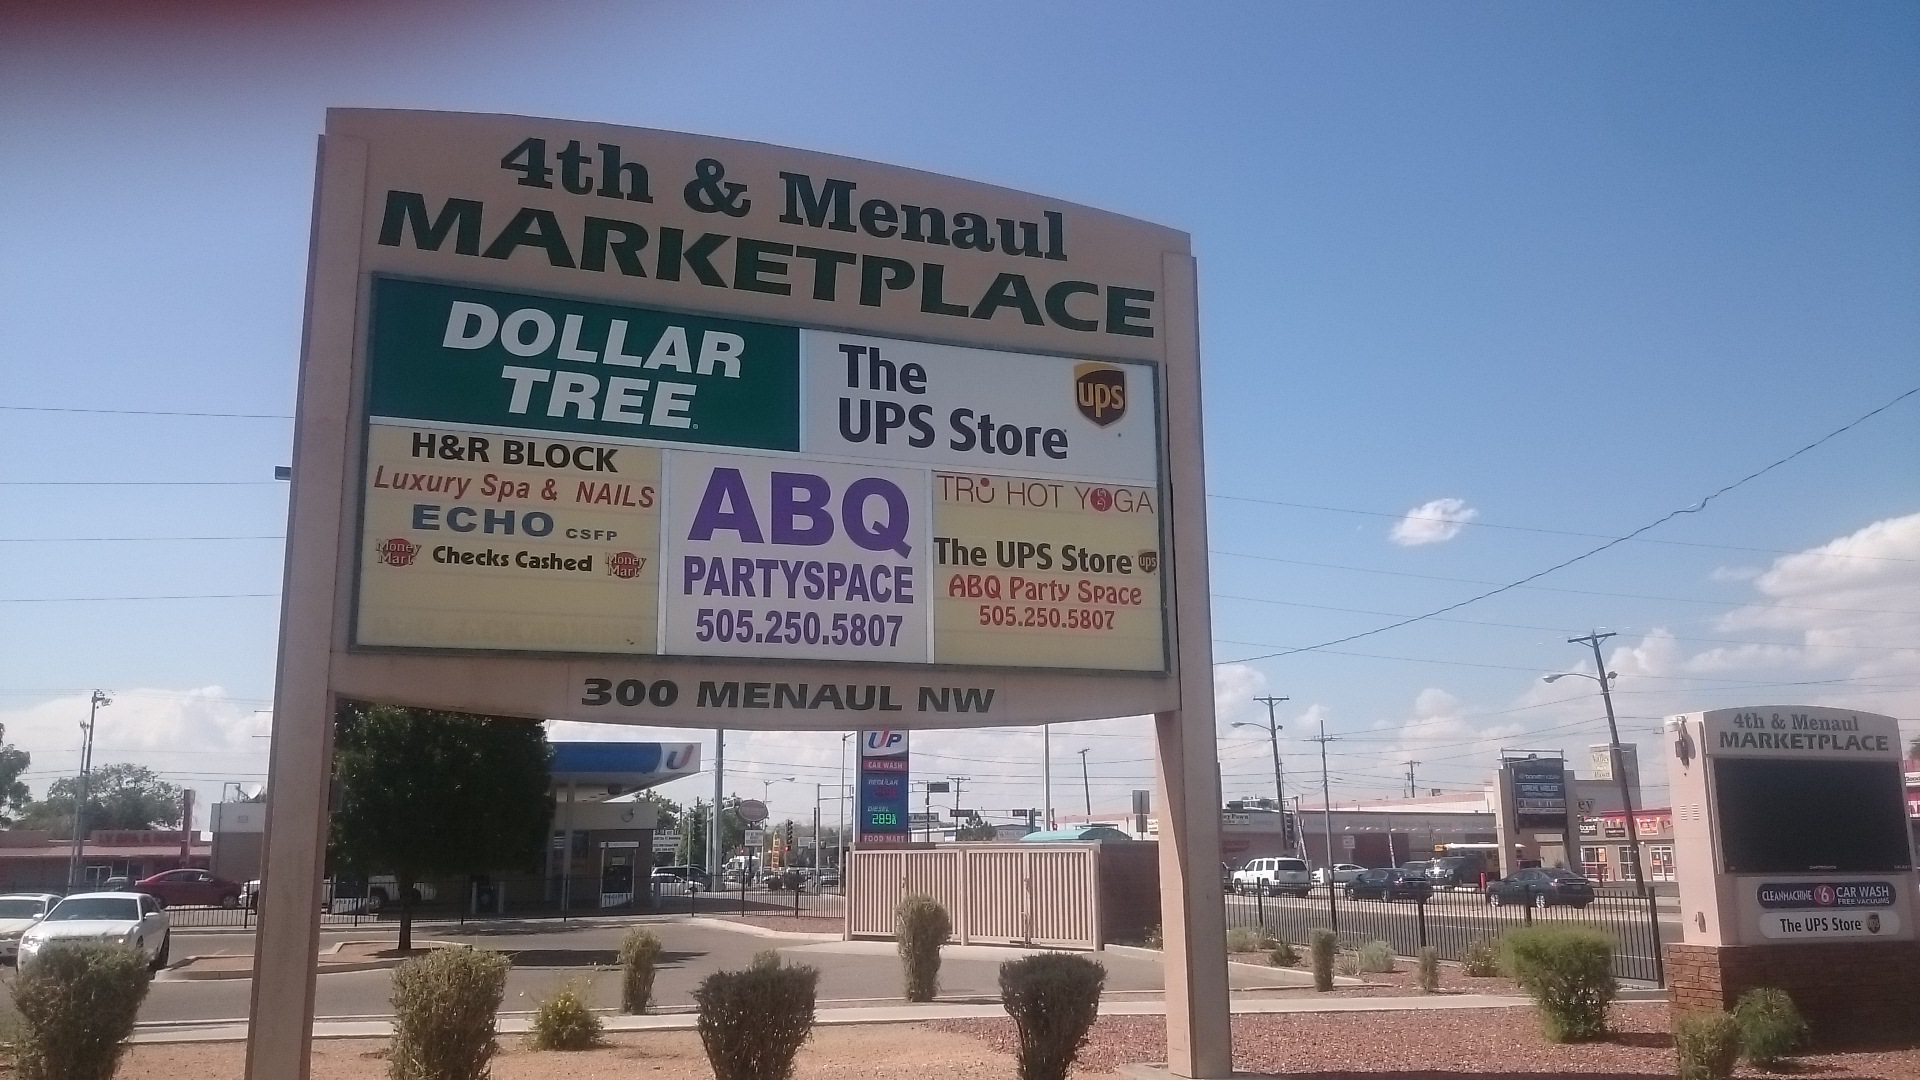 4th & Menaul
MARKETPLACE
DOLLAR
TREE
The
UPS Store
ups
H&R BLOCK
Luxury Spa & NAILS
ECHO CSFP
Money Mart Checks Cashed Money Mart
ABQ
PARTYSPACE
505.250.5807
TRU HOT YOGA
The UPS Store ups
ABQ Party Space
505.250.5807
300 MENAUL NW
UP
CAR WASH
REGULAR
DIESEL
FOOD MART
4th & Menaul
MARKETPLACE
CLEANMACHINE $6 CAR WASH
FREE VACUUMS
The UPS Store